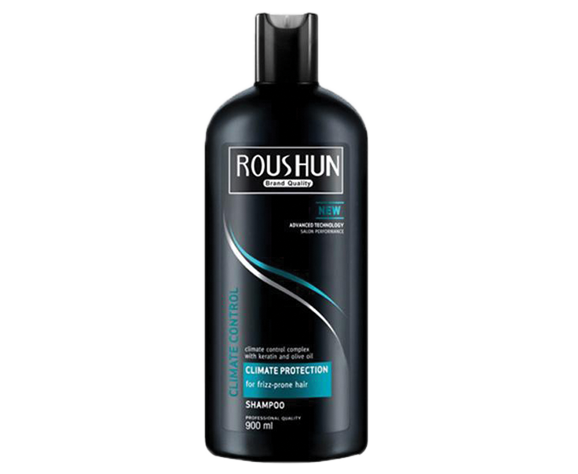 ROUSHUN
Brand Quality
NEW
ADVANCED TECHNOLOGY
SALON PERFORMANCE
CLIMATE CONTROL
climate control complex
with keratin and olive oil
CLIMATE PROTECTION
for frizz-prone hair
SHAMPOO
PROFESSIONAL QUALITY
900 ml